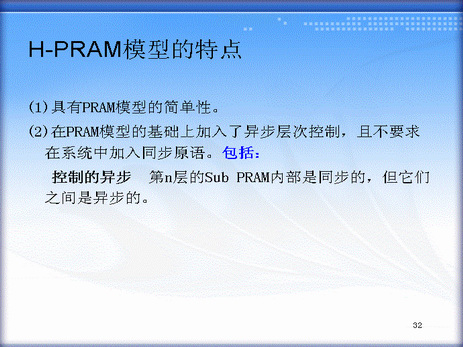 H-PRAM模型的特点
(1)具有PRAM模型的简单性。
(2)在PRAM模型的基础上加入了异步层次控制，且不要求
在系统中加入同步原语。包括：
控制的异步 第n层的Sub PRAM内部是同步的，但它们
之间是异步的。
32